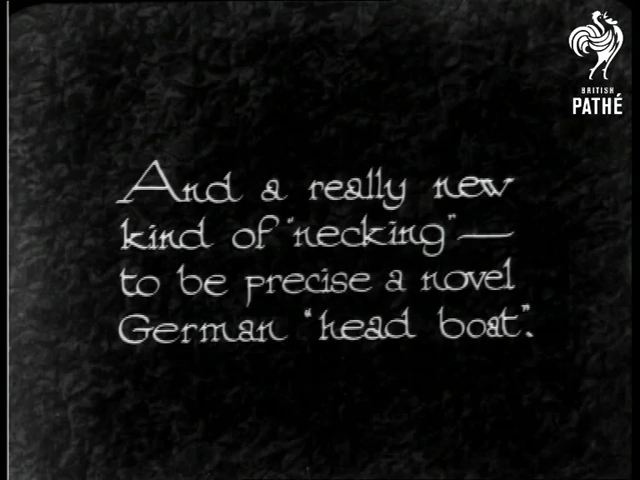 BRITISH
PATHÉ
And a really new
kind of "necking"—
to be precise a novel
German "head boat".